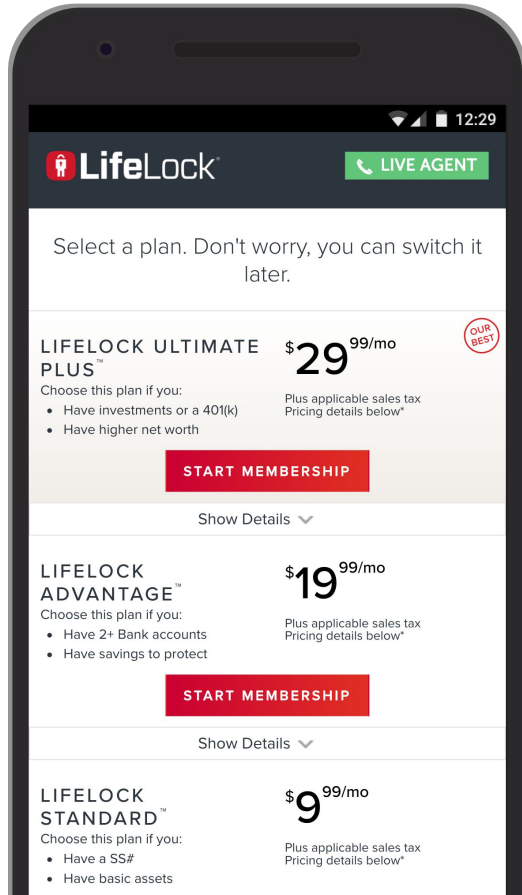 12:29
LifeLock
LIVE AGENT
Select a plan. Don't worry, you can switch it
later.
OUR
BEST
LIFELOCK ULTIMATE
PLUS™
$29 99/mo
Choose this plan if you:
• Have investments or a 401(k)
• Have higher net worth
Plus applicable sales tax
Pricing details below*
START MEMBERSHIP
Show Details
LIFELOCK
ADVANTAGE™
$19 99/mo
Choose this plan if you:
• Have 2+ Bank accounts
• Have savings to protect
Plus applicable sales tax
Pricing details below*
START MEMBERSHIP
Show Details
LIFELOCK
STANDARD™
$9 99/mo
Choose this plan if you:
• Have a SS#
• Have basic assets
Plus applicable sales tax
Pricing details below*